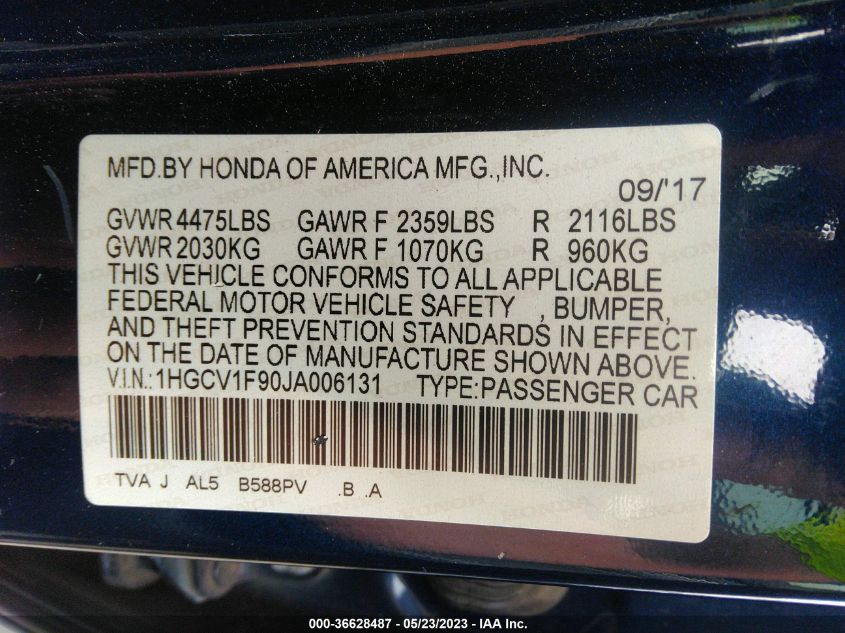 MFD.BY HONDA OF AMERICA MFG.,INC.
09/'17
GVWR 4475LBS GAWR F 2359LBS R 2116LBS
GVWR 2030KG GAWR F 1070KG R 960KG
THIS VEHICLE CONFORMS TO ALL APPLICABLE
FEDERAL MOTOR VEHICLE SAFETY , BUMPER,
AND THEFT PREVENTION STANDARDS IN EFFECT
ON THE DATE OF MANUFACTURE SHOWN ABOVE.
V.I.N.:1HGCV1F90JA006131 TYPE:PASSENGER CAR
TVA J AL5 B588PV .B .A
000-36628487 — 05/23/2023 — IAA Inc.